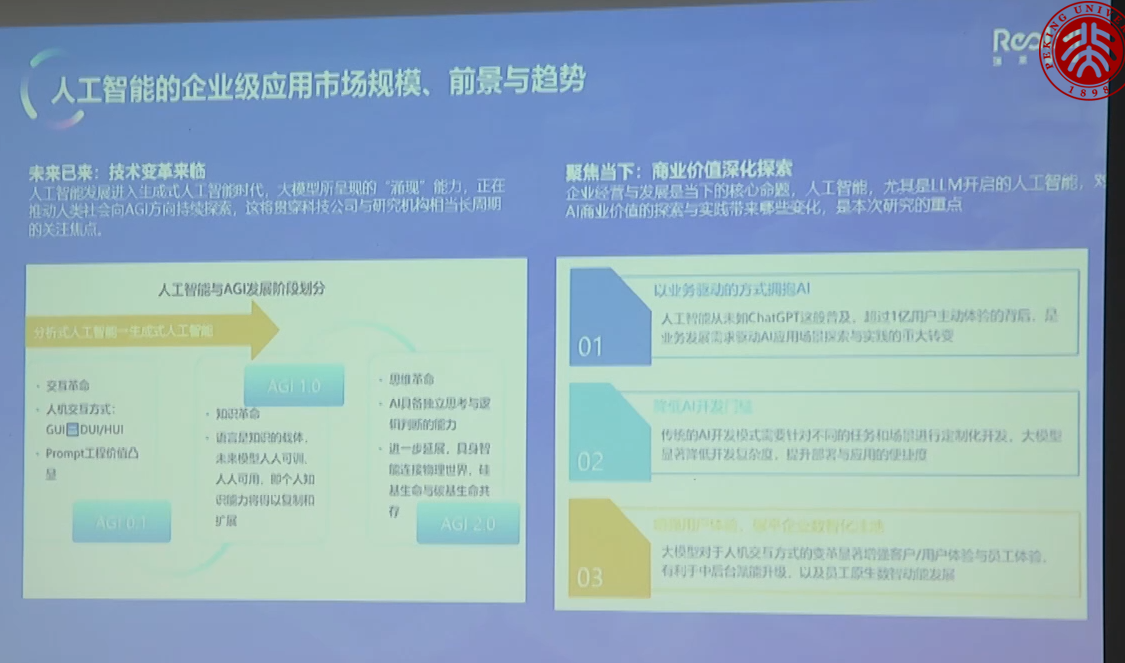 人工智能的企业级应用市场规模、前景与趋势
PEKING UNIVE
1898
未来已来：技术变革来临
人工智能发展进入生成式人工智能时代，大模型所呈现的“涌现”能力，正在
推动人类社会向AGI方向持续探索，这将贯穿科技公司与研究机构相当长周期
的关注焦点。
人工智能与AGI发展阶段划分
分析式人工智能→生成式人工智能
· 交互革命
· 人机交互方式：
GUI DUI/HUI
· Prompt工程价值凸
显
AGI 0.1
AGI 1.0
· 知识革命
· 语言是知识的载体，
未来模型人人可训，
人人可用，即个人知
识能力将得以复制和
扩展
· 思维革命
· AI具备独立思考与逻
辑判断的能力
· 进一步延展，具身智
能连接物理世界，硅
基生命与碳基生命共
存
AGI 2.0
聚焦当下：商业价值深化探索
企业经营与发展是当下的核心命题，人工智能，尤其是LLM开启的人工智能，对
AI商业价值的探索与实践带来哪些变化，是本次研究的重点
01
以业务驱动的方式拥抱AI
人工智能从未如ChatGPT这般普及，超过1亿用户主动体验的背后，是
业务发展需求驱动AI应用场景探索与实践的重大转变
02
降低AI开发门槛
传统的AI开发模式需要针对不同的任务和场景进行定制化开发，大模型
显著降低开发复杂度，提升部署与应用的便捷度
03
大模型对于人机交互方式的变革显著增强客户/用户体验与员工体验，
有利于中后台赋能升级，以及员工原生数智动能发展